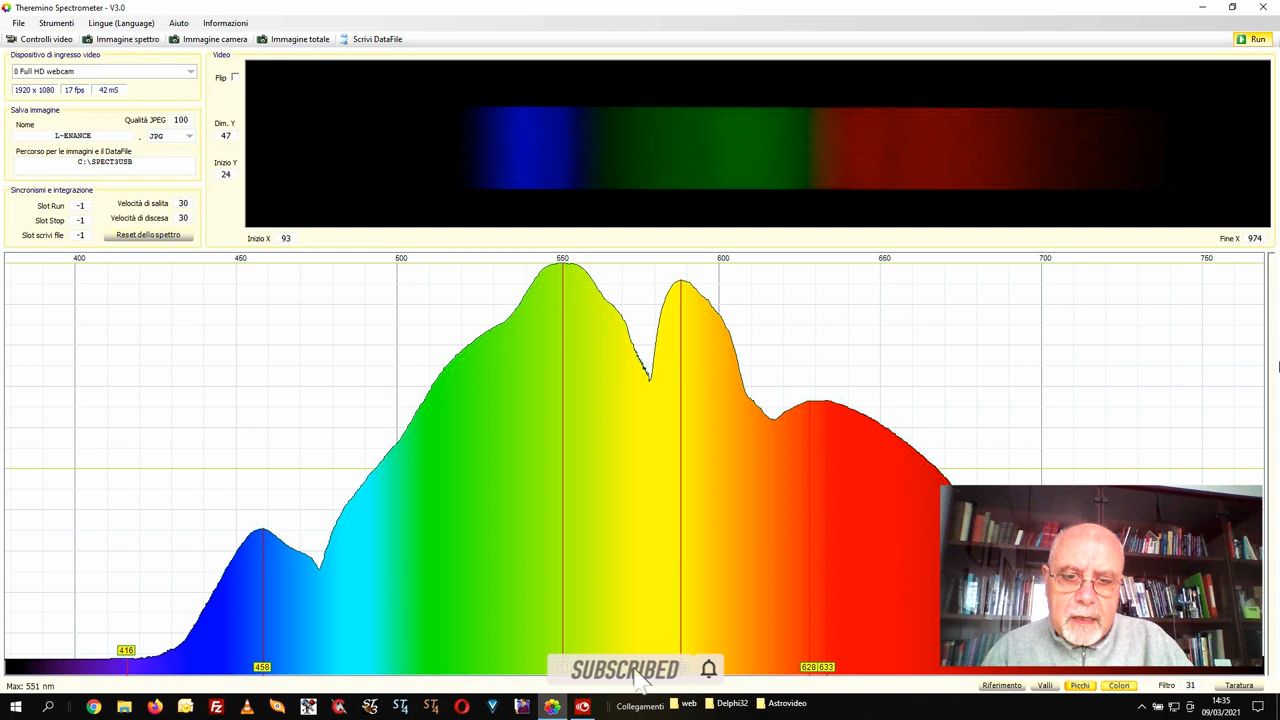 Theremino Spectrometer - V3.0
File Strumenti Lingue (Language) Aiuto Informazioni
Controlli video Immagine spettro Immagine camera Immagine totale Scrivi DataFile Run
Dispositivo di ingresso video
0 Full HD webcam
1920 x 1080 17 fps 42 mS
Salva immagine
Nome Qualità JPEG 100
L-ENANCE . JPG
Percorso per le immagini e il DataFile
C:\SPECT3USB
Sincronismi e integrazione
Slot Run -1 Velocità di salita 30
Slot Stop -1 Velocità di discesa 30
Slot scrivi file -1 Reset dello spettro
Video
Flip
Dim. Y
47
Inizio Y
24
Inizio X 93 Fine X 974
400 450 500 550 600 650 700 750
416
458 628 633
SUBSCRIBED
Max: 551 nm Riferimento Valli Picchi Colori Filtro 31 Taratura
Collegamenti web Delphi32 Astrovideo
14:35
09/03/2021